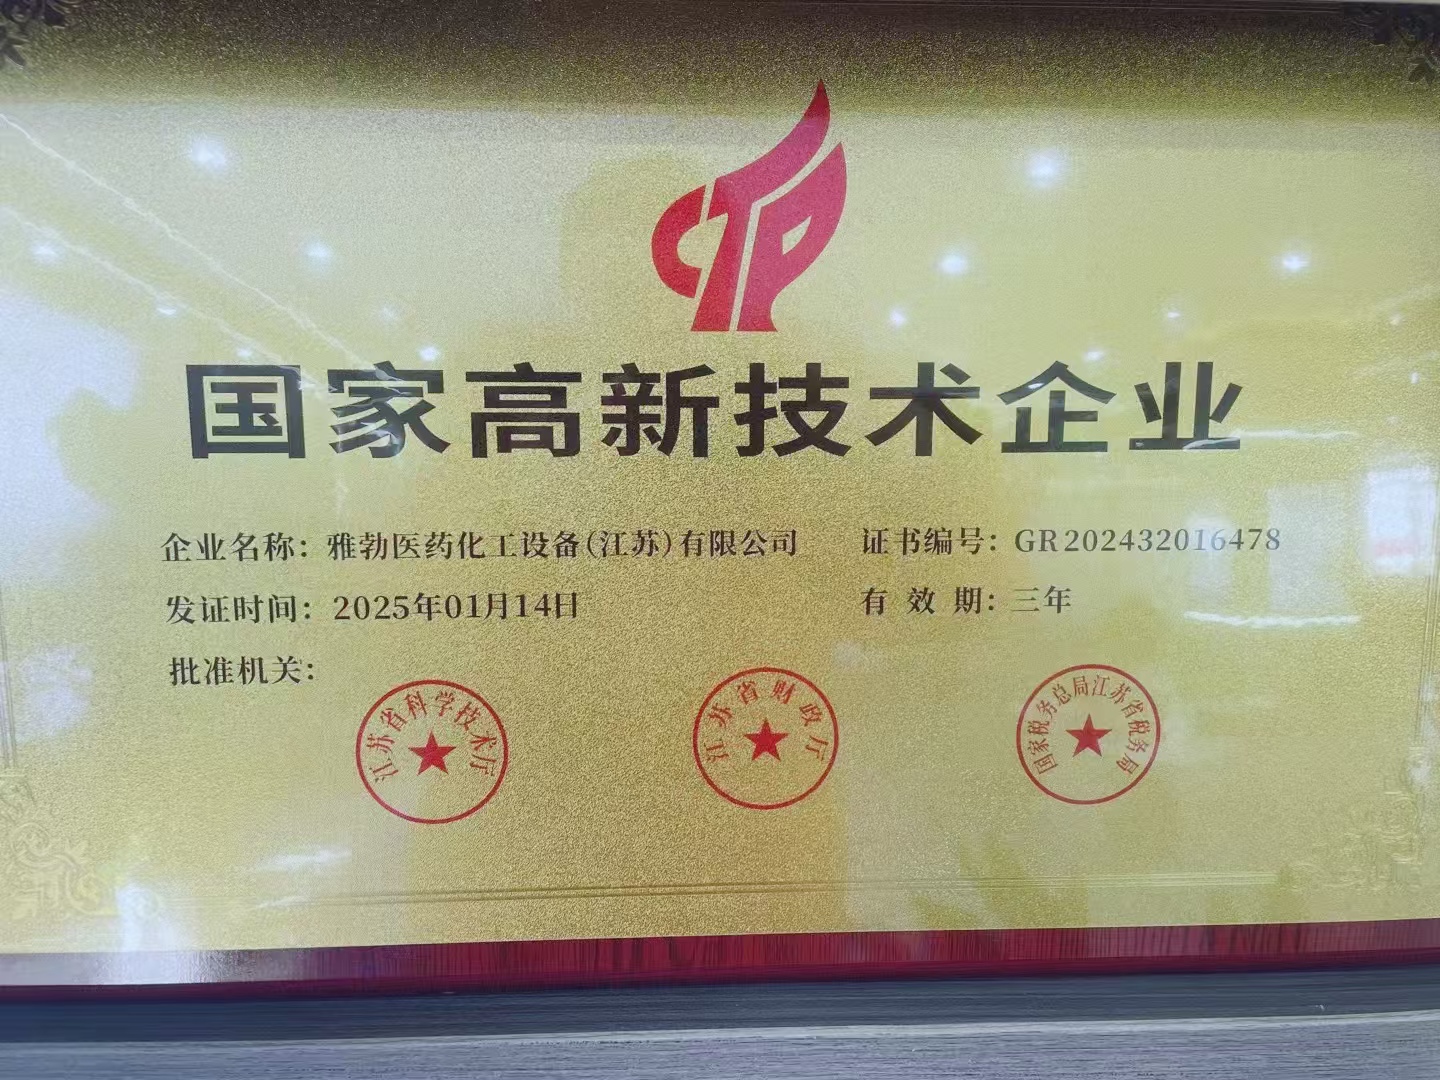 国家高新技术企业
企业名称：雅勃医药化工设备(江苏)有限公司
证书编号：GR202432016478
发证时间：2025年01月14日
有 效 期：三年
批准机关：
江苏省科学技术厅
江苏省财政厅
国家税务总局江苏省税务局